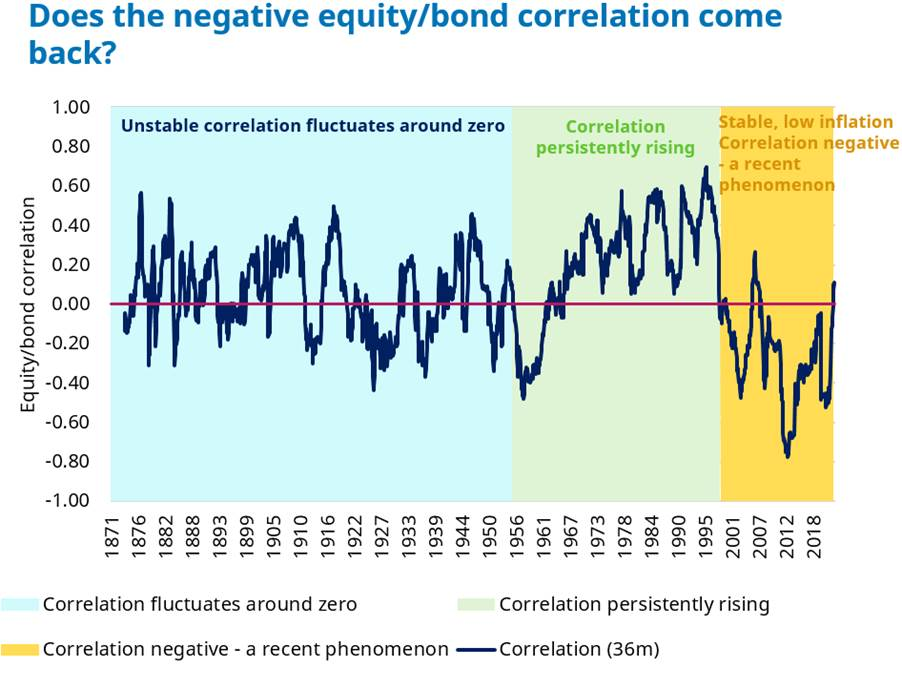 Does the negative equity/bond correlation come
back?
1.00
0.80
0.60
0.40
0.20
0.00
-0.20
-0.40
-0.60
-0.80
-1.00
Equity/bond correlation
Unstable correlation fluctuates around zero
Correlation
persistently rising
Stable, low inflation
Correlation negative
- a recent
phenomenon
1871
1876
1882
1888
1893
1899
1905
1910
1916
1922
1927
1933
1939
1944
1950
1956
1961
1967
1973
1978
1984
1990
1995
2001
2007
2012
2018
Correlation fluctuates around zero
Correlation persistently rising
Correlation negative - a recent phenomenon
Correlation (36m)